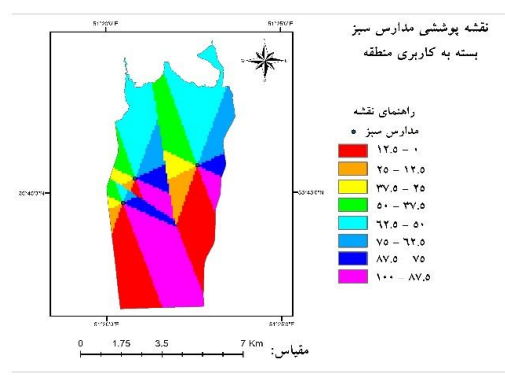 نقشه پوششی مدارس سبز
بسته به کاربری منطقه
راهنمای نقشه
مدارس سبز
۱۲.۵ – ۰
۲۵ – ۱۲.۵
۳۷.۵ – ۲۵
۵۰ – ۳۷.۵
۶۲.۵ – ۵۰
۷۵ – ۶۲.۵
۸۷.۵ – ۷۵
۱۰۰ – ۸۷.۵
مقیاس:
0 1.75 3.5 7 Km